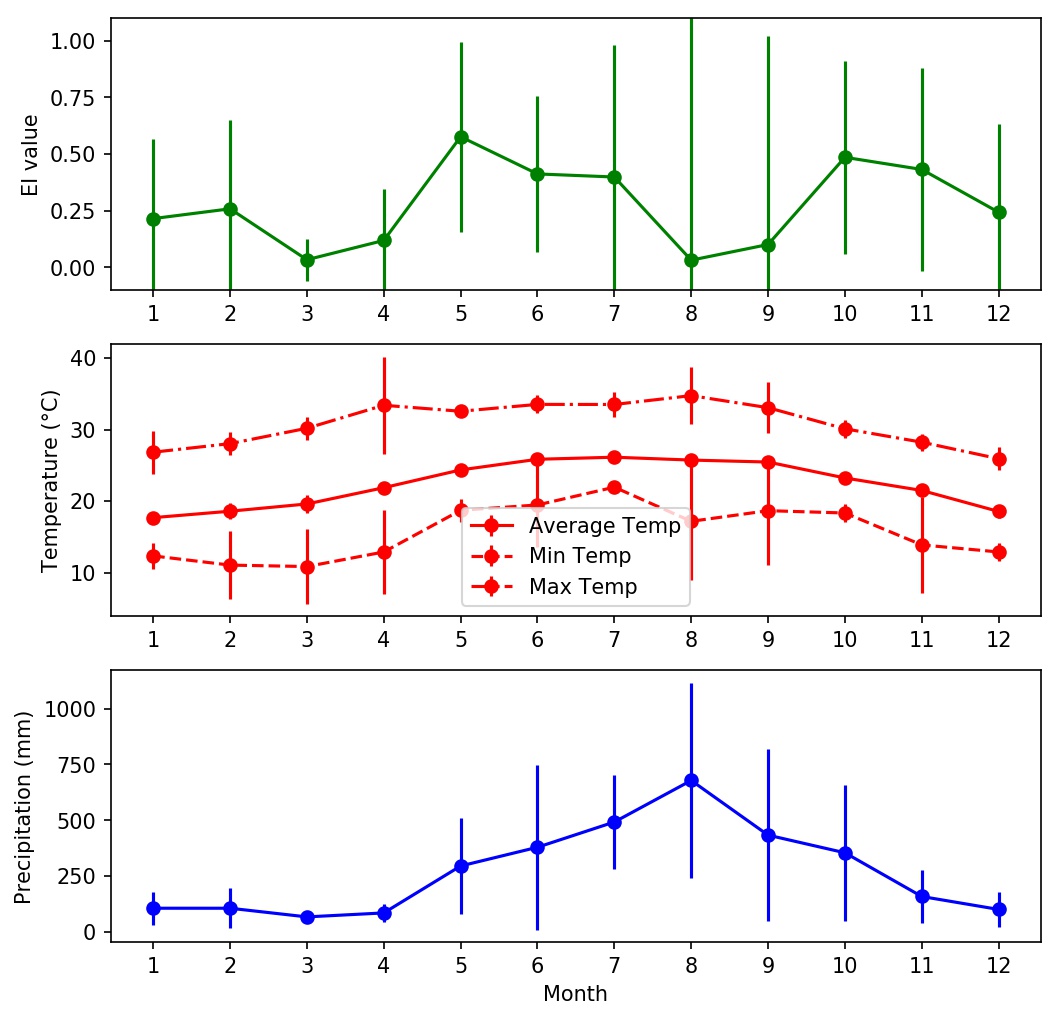 EI value
1.00
0.75
0.50
0.25
0.00
1 2 3 4 5 6 7 8 9 10 11 12
Temperature (°C)
40
30
20
10
Average Temp
Min Temp
Max Temp
1 2 3 4 5 6 7 8 9 10 11 12
Precipitation (mm)
1000
750
500
250
0
1 2 3 4 5 6 7 8 9 10 11 12
Month